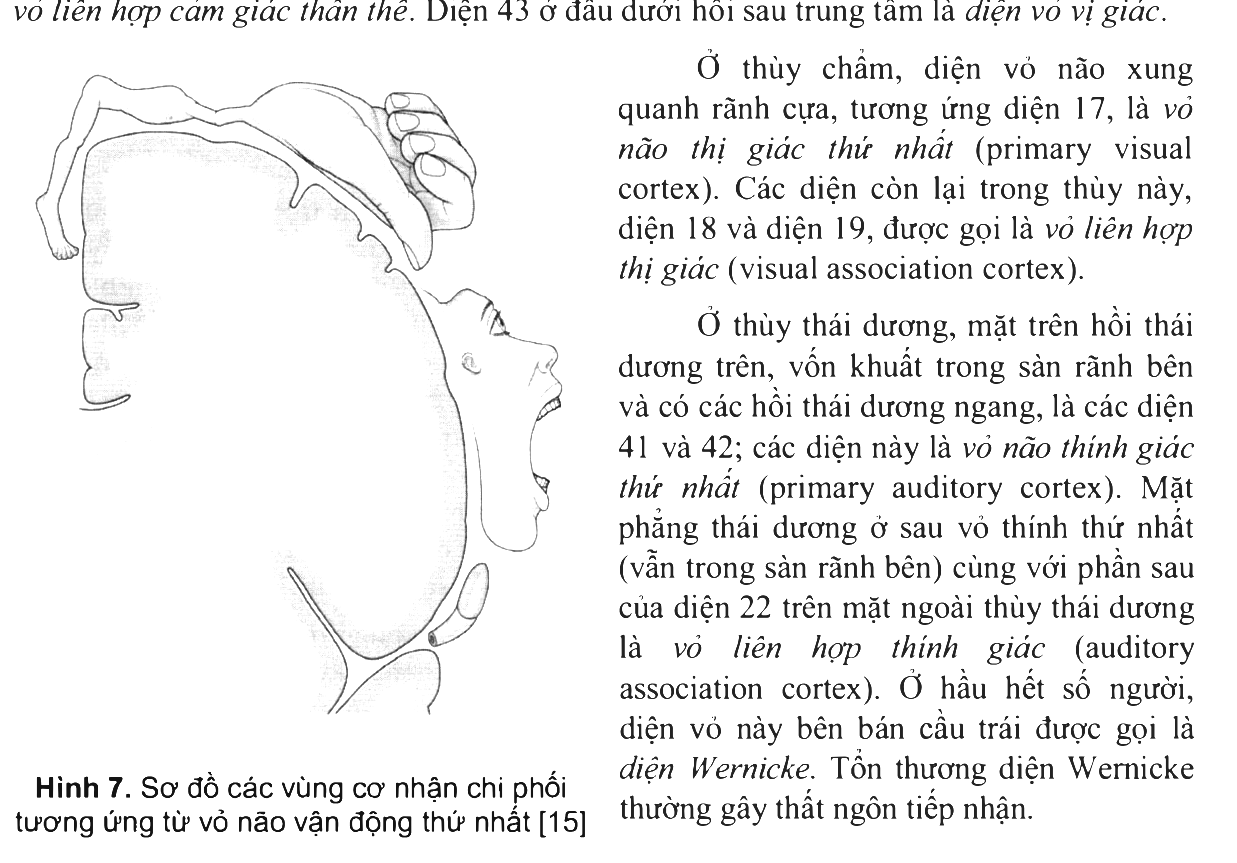 vỏ liên hợp cảm giác thân thể. Diện 43 ở đầu dưới hồi sau trung tâm là diện vỏ vị giác.
Ở thùy chẩm, diện vỏ não xung
quanh rãnh cựa, tương ứng diện 17, là vỏ
não thị giác thứ nhất (primary visual
cortex). Các diện còn lại trong thùy này,
diện 18 và diện 19, được gọi là vỏ liên hợp
thị giác (visual association cortex).
Ở thùy thái dương, mặt trên hồi thái
dương trên, vốn khuất trong sàn rãnh bên
và có các hồi thái dương ngang, là các diện
41 và 42; các diện này là vỏ não thính giác
thứ nhất (primary auditory cortex). Mặt
phẳng thái dương ở sau vỏ thính thứ nhất
(vẫn trong sàn rãnh bên) cùng với phần sau
của diện 22 trên mặt ngoài thùy thái dương
là vỏ liên hợp thính giác (auditory
association cortex). Ở hầu hết số người,
diện vỏ này bên bán cầu trái được gọi là
diện Wernicke. Tổn thương diện Wernicke
thường gây thất ngôn tiếp nhận.
Hình 7. Sơ đồ các vùng cơ nhận chi phối
tương ứng từ vỏ não vận động thứ nhất [15]